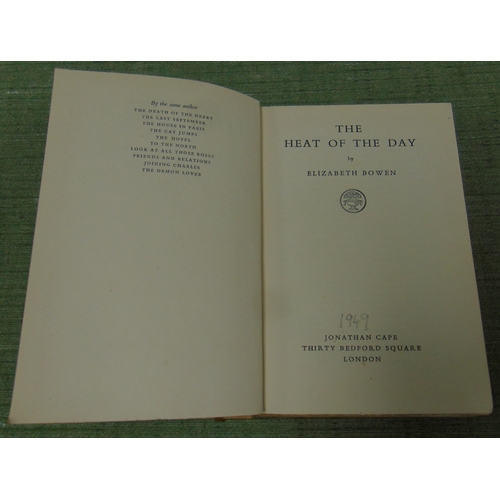 By the same author
THE DEATH OF THE HEART
THE LAST SEPTEMBER
THE HOUSE IN PARIS
THE CAT JUMPS
THE HOTEL
TO THE NORTH
LOOK AT ALL THOSE ROSES
FRIENDS AND RELATIONS
JOINING CHARLES
THE DEMON LOVER
THE
HEAT OF THE DAY
by
ELIZABETH BOWEN
1949
JONATHAN CAPE
THIRTY BEDFORD SQUARE
LONDON